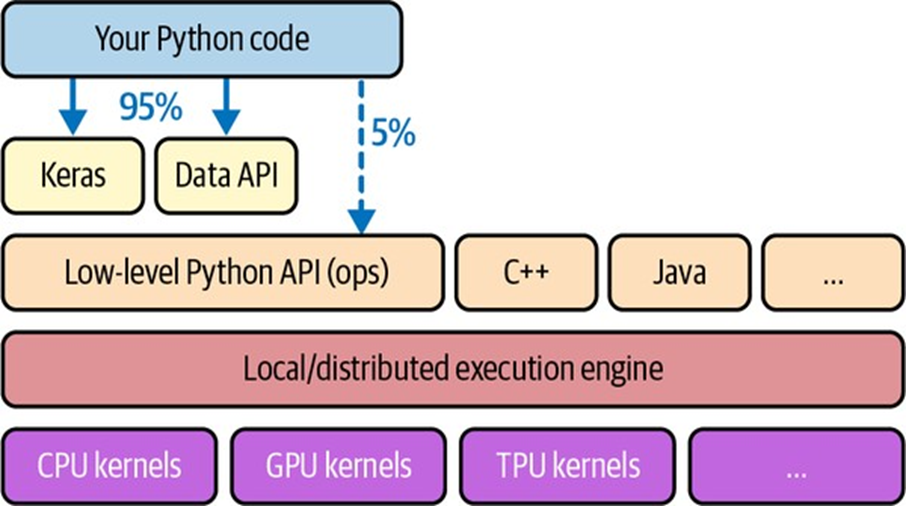 Your Python code
95%
5%
Keras
Data API
Low-level Python API (ops)
C++
Java
...
Local/distributed execution engine
CPU kernels
GPU kernels
TPU kernels
...